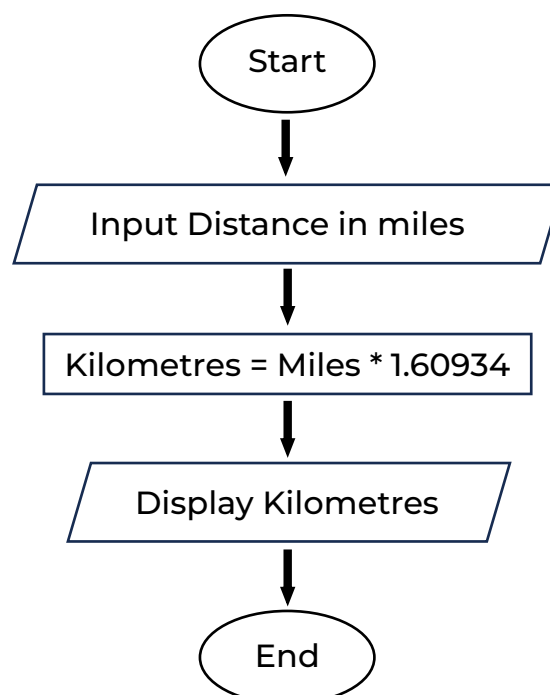 Start
Input Distance in miles
Kilometres = Miles * 1.60934
Display Kilometres
End